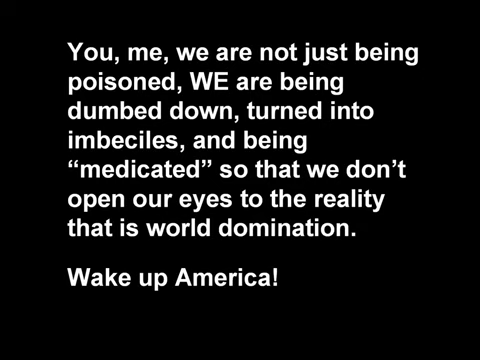 You, me, we are not just being
poisoned, WE are being
dumbed down, turned into
imbeciles, and being
“medicated” so that we don’t
open our eyes to the reality
that is world domination.
Wake up America!